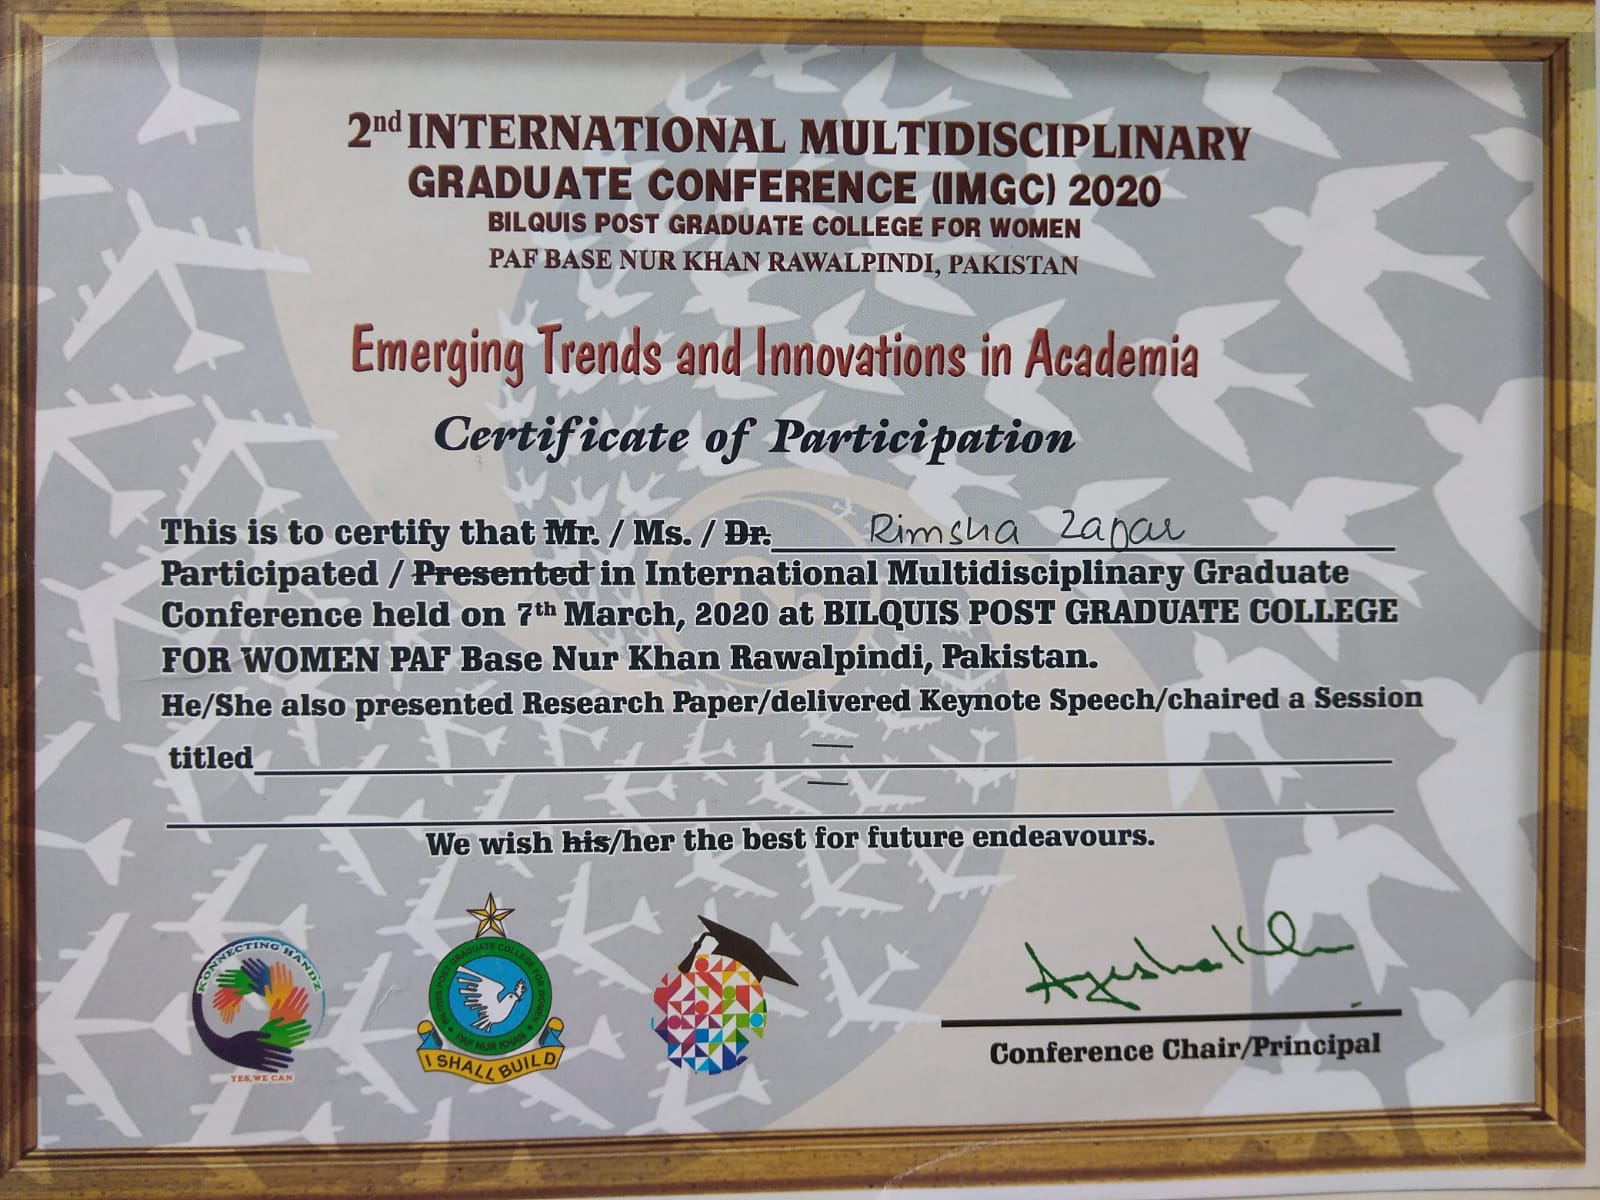 2nd INTERNATIONAL MULTIDISCIPLINARY
GRADUATE CONFERENCE (IMGC) 2020
BILQUIS POST GRADUATE COLLEGE FOR WOMEN
PAF BASE NUR KHAN RAWALPINDI, PAKISTAN
Emerging Trends and Innovations in Academia
Certificate of Participation
This is to certify that Mr. / Ms. / Dr. Rimsha Zafar
Participated / Presented in International Multidisciplinary Graduate
Conference held on 7th March, 2020 at BILQUIS POST GRADUATE COLLEGE
FOR WOMEN PAF Base Nur Khan Rawalpindi, Pakistan.
He/She also presented Research Paper/delivered Keynote Speech/chaired a Session
titled —
—
We wish his/her the best for future endeavours.
KONNECTING HANDZ
YES, WE CAN
BILQUIS POST GRADUATE COLLEGE FOR WOMEN
PAF NUR KHAN
I SHALL BUILD
Ayesha
Conference Chair/Principal